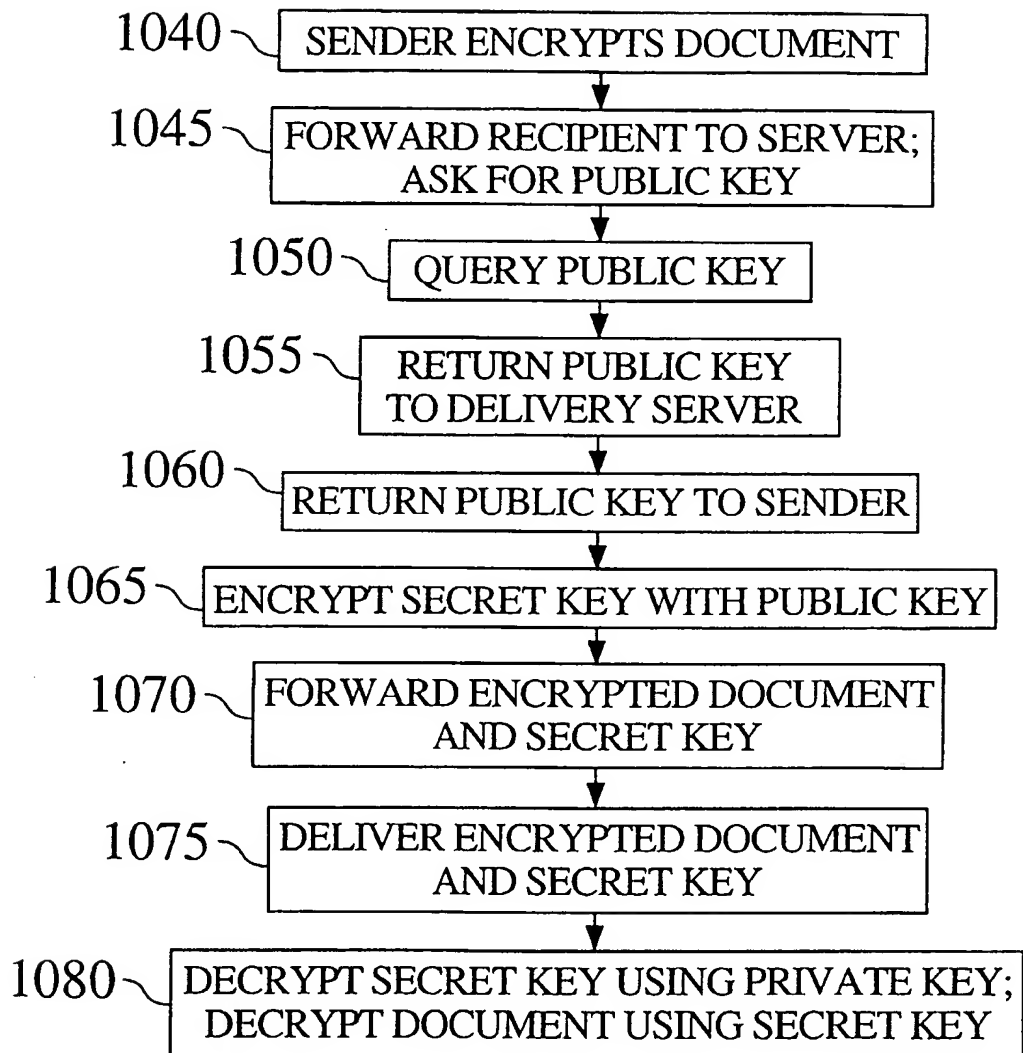 1040
SENDER ENCRYPTS DOCUMENT
1045
FORWARD RECIPIENT TO SERVER;
ASK FOR PUBLIC KEY
1050
QUERY PUBLIC KEY
1055
RETURN PUBLIC KEY
TO DELIVERY SERVER
1060
RETURN PUBLIC KEY TO SENDER
1065
ENCRYPT SECRET KEY WITH PUBLIC KEY
1070
FORWARD ENCRYPTED DOCUMENT
AND SECRET KEY
1075
DELIVER ENCRYPTED DOCUMENT
AND SECRET KEY
1080
DECRYPT SECRET KEY USING PRIVATE KEY;
DECRYPT DOCUMENT USING SECRET KEY